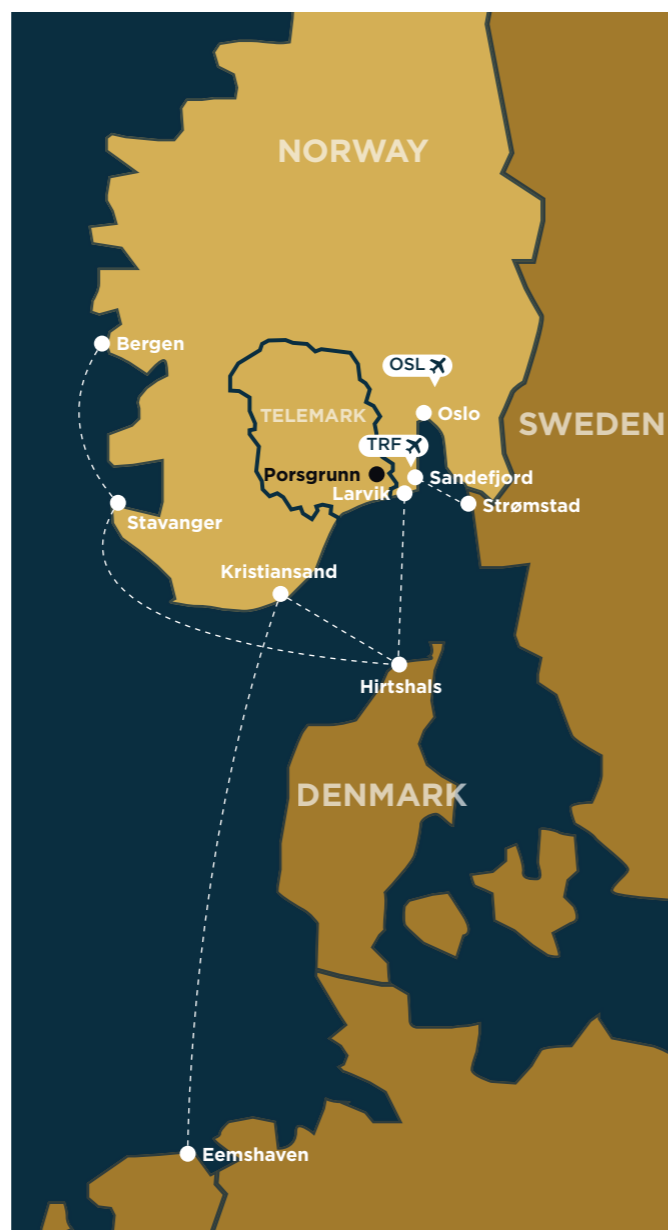 NORWAY
Bergen
OSL
TELEMARK
Oslo
SWEDEN
TRF
Porsgrunn
Sandefjord
Larvik
Strømstad
Stavanger
Kristiansand
Hirtshals
DENMARK
Eemshaven